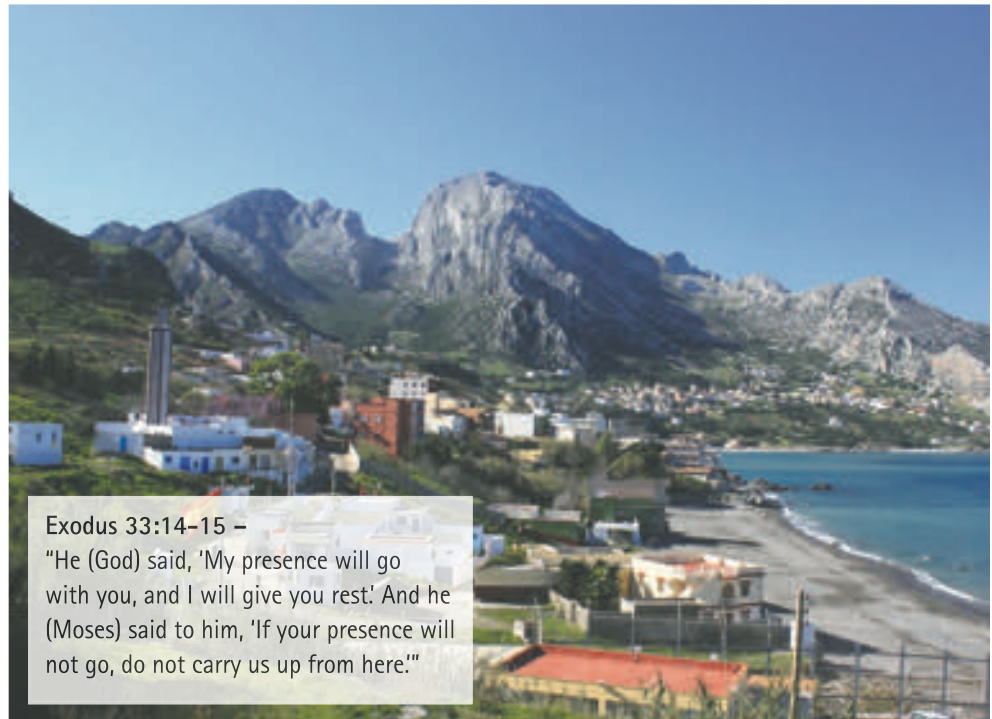 Exodus 33:14-15 –
“He (God) said, ‘My presence will go
with you, and I will give you rest.’ And he
(Moses) said to him, ‘If your presence will
not go, do not carry us up from here.’”